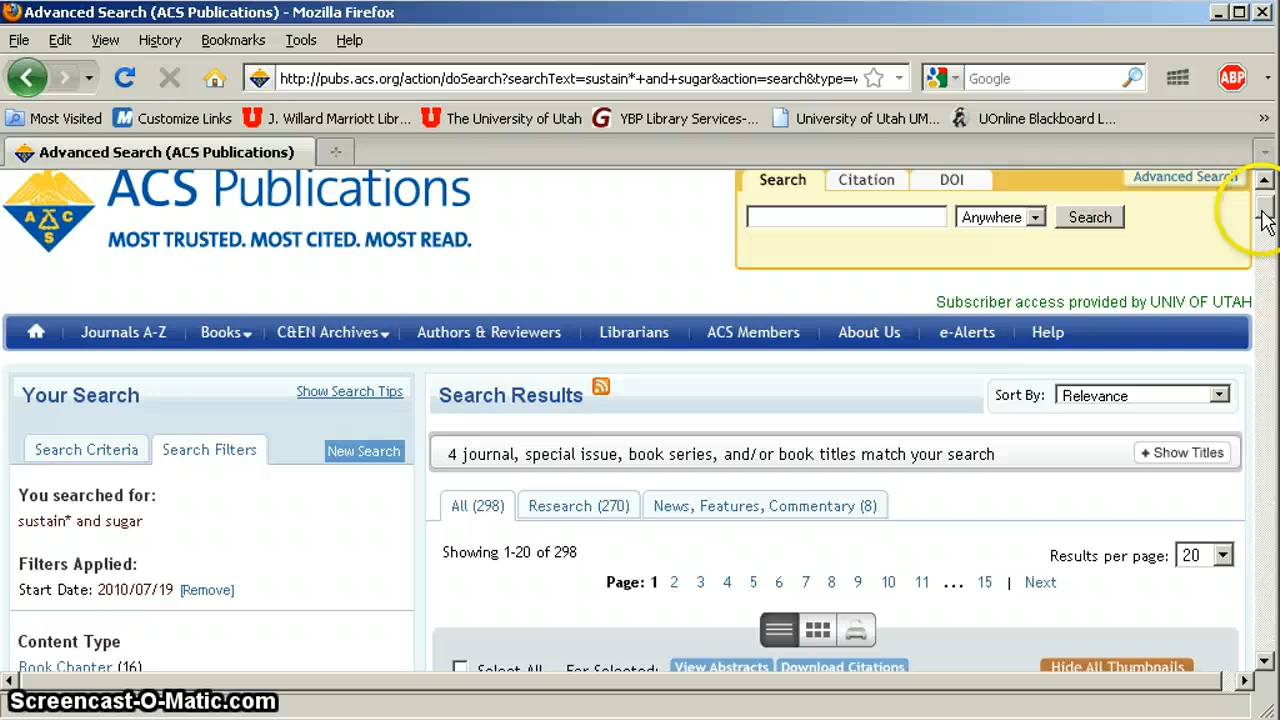 Advanced Search (ACS Publications) - Mozilla Firefox
File Edit View History Bookmarks Tools Help
http://pubs.acs.org/action/doSearch?searchText=sustain*+and+sugar&action=search&type=v
Google
ABP
Most Visited Customize Links J. Willard Marriott Libr... The University of Utah YBP Library Services-... University of Utah UM... UOnline Blackboard L...
Advanced Search (ACS Publications)
ACS
ACS Publications
MOST TRUSTED. MOST CITED. MOST READ.
Search Citation DOI Advanced Search
Anywhere Search
Subscriber access provided by UNIV OF UTAH
Journals A-Z Books C&EN Archives Authors & Reviewers Librarians ACS Members About Us e-Alerts Help
Your Search Show Search Tips
Search Criteria Search Filters New Search
You searched for:
sustain* and sugar
Filters Applied:
Start Date: 2010/07/19 [Remove]
Content Type
Book Chapter (16)
Search Results
Sort By: Relevance
4 journal, special issue, book series, and/or book titles match your search
+ Show Titles
All (298) Research (270) News, Features, Commentary (8)
Showing 1-20 of 298
Results per page: 20
Page: 1 2 3 4 5 6 7 8 9 10 11 ... 15 | Next
Select All For Selected: View Abstracts Download Citations Hide All Thumbnails
Screencast-O-Matic.com